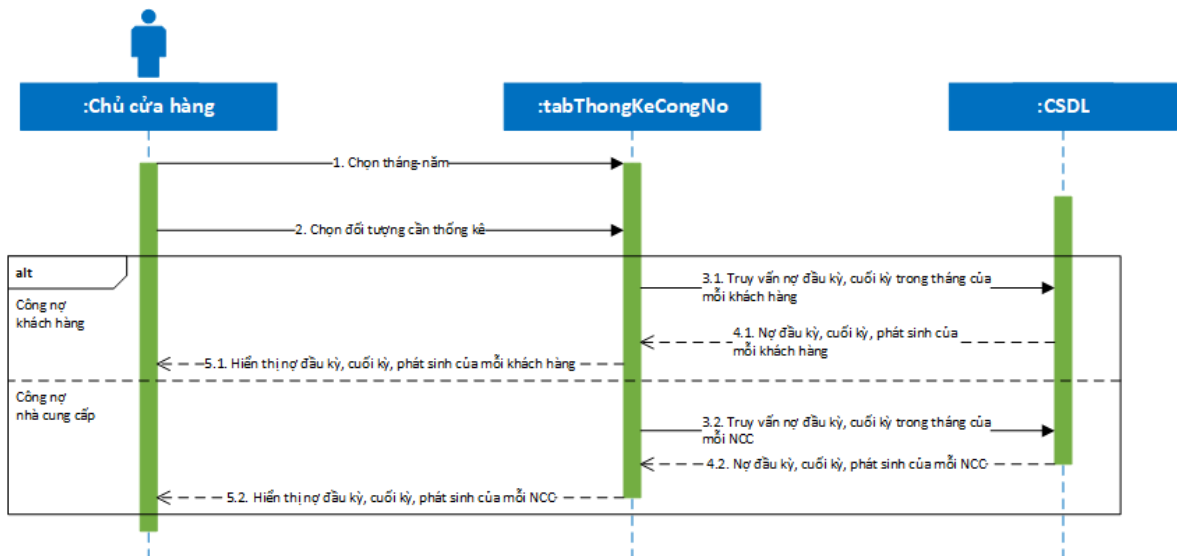 :Chủ cửa hàng
:tabThongKeCongNo
:CSDL
1. Chọn tháng-năm
2. Chọn đối tượng cần thống kê
alt
Công nợ
khách hàng
3.1. Truy vấn nợ đầu kỳ, cuối kỳ trong tháng của
mỗi khách hàng
4.1. Nợ đầu kỳ, cuối kỳ, phát sinh của
mỗi khách hàng
5.1. Hiển thị nợ đầu kỳ, cuối kỳ, phát sinh của mỗi khách hàng
Công nợ
nhà cung cấp
3.2. Truy vấn nợ đầu kỳ, cuối kỳ trong tháng của
mỗi NCC
4.2. Nợ đầu kỳ, cuối kỳ, phát sinh của mỗi NCC
5.2. Hiển thị nợ đầu kỳ, cuối kỳ, phát sinh của mỗi NCC